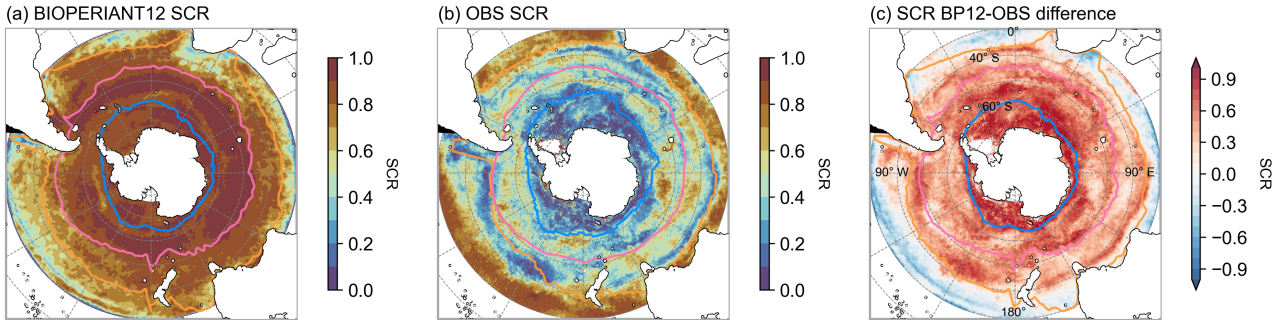 (a) BIOPERIANT12 SCR
1.0
0.8
0.6
0.4
0.2
0.0
SCR
(b) OBS SCR
1.0
0.8
0.6
0.4
0.2
0.0
SCR
(c) SCR BP12-OBS difference
0°
40° S
60° S
90° W
90° E
180°
0.9
0.6
0.3
0.0
−0.3
−0.6
−0.9
SCR